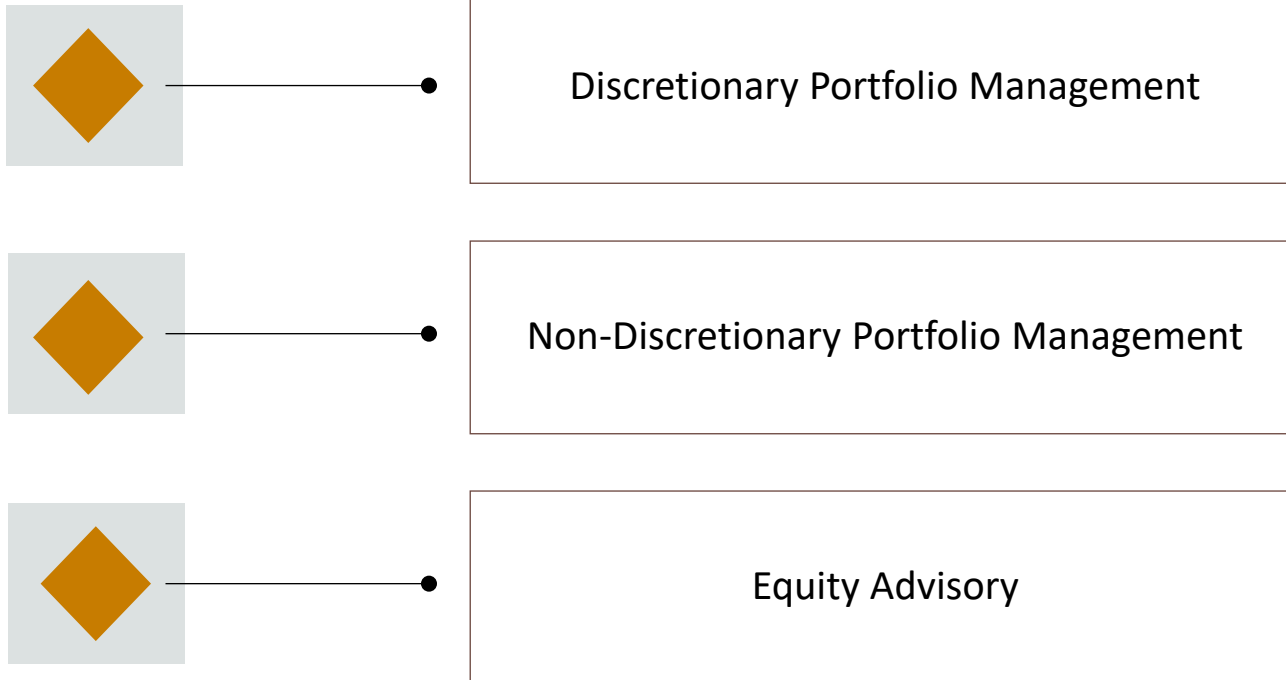 Discretionary Portfolio Management
Non-Discretionary Portfolio Management
Equity Advisory